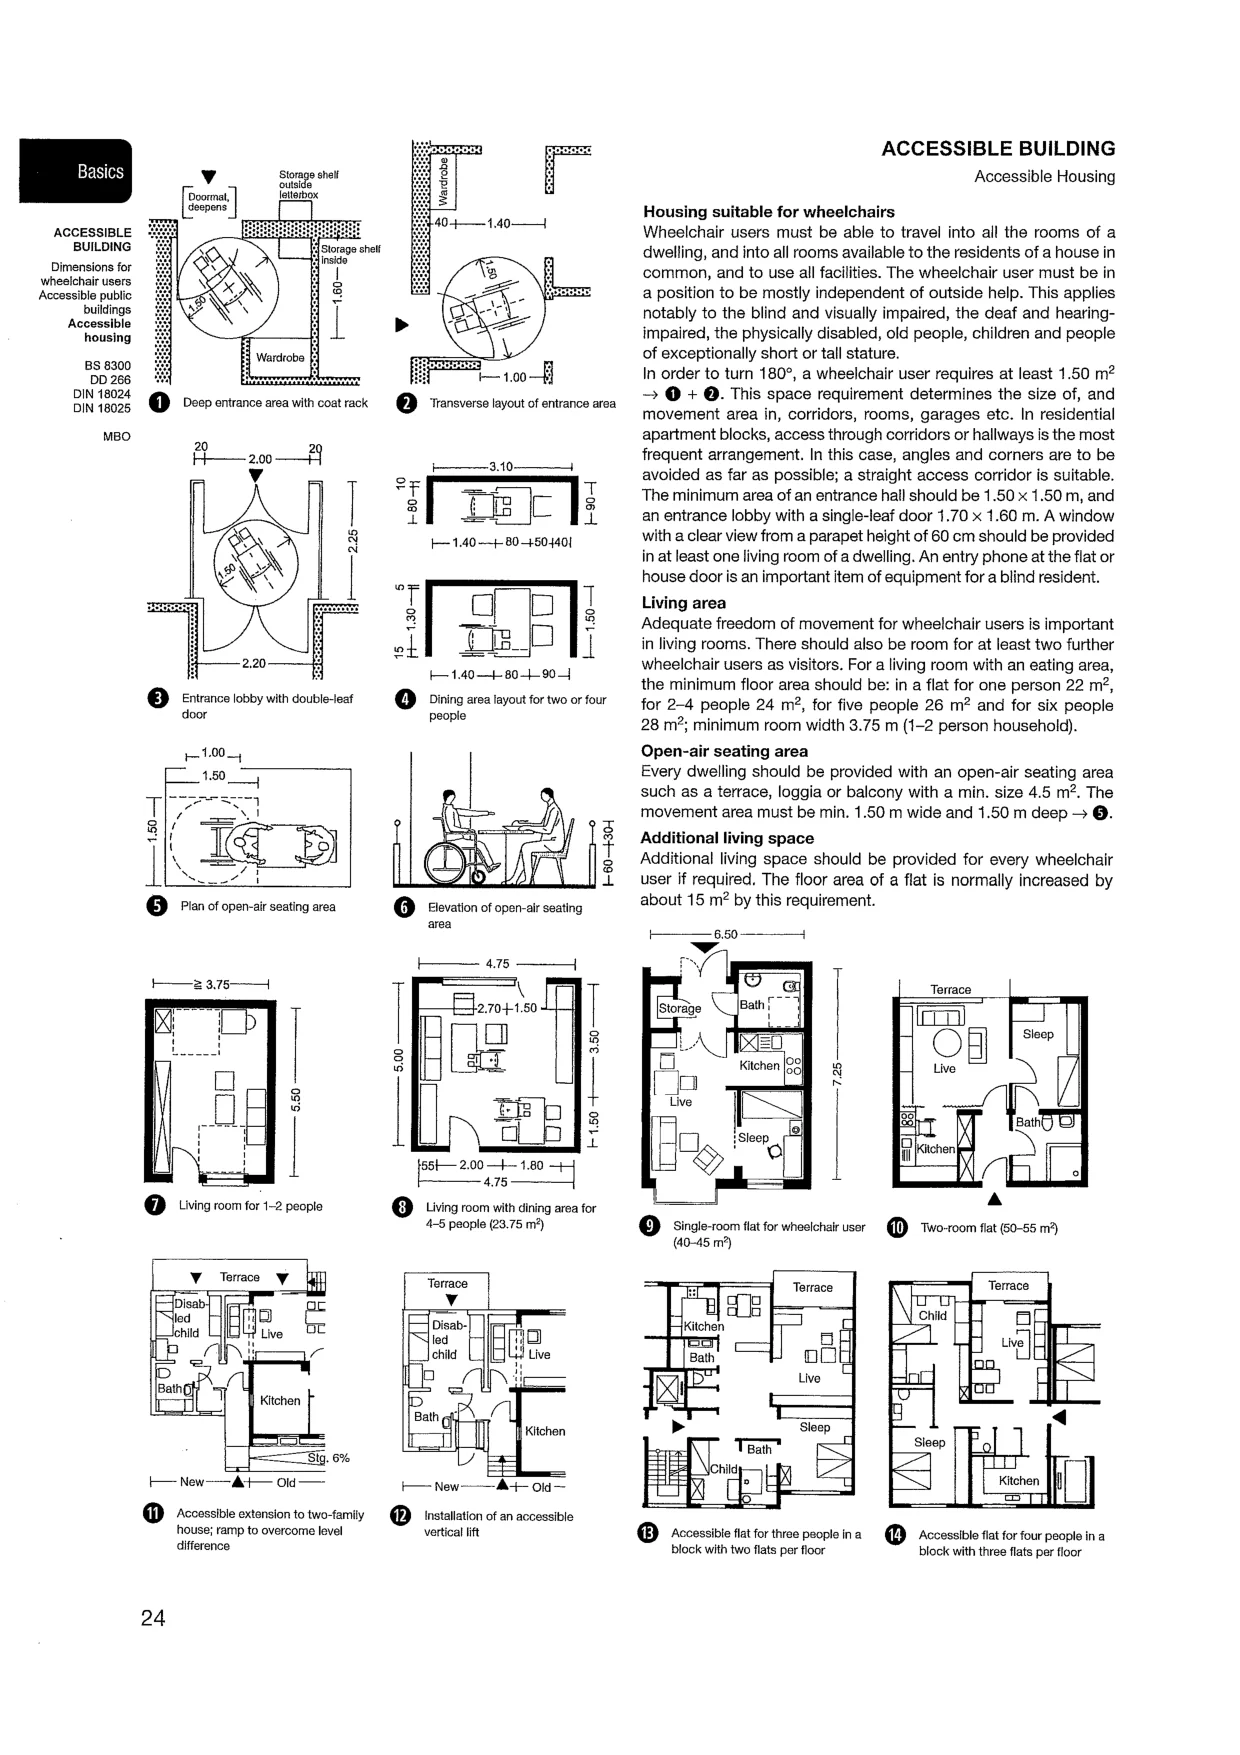 Basics
ACCESSIBLE
BUILDING
Dimensions for
wheelchair users
Accessible public
buildings
Accessible
housing
BS 8300
DD 266
DIN 18024
DIN 18025
MBO
Doormat,
deepens
Storage shelf
outside
letterbox
Storage shelf
inside
1.50
1.60
Wardrobe
1 Deep entrance area with coat rack
Wardrobe
40 1.40
1.50
1.00
2 Transverse layout of entrance area
20 2.00 20
1.50
2.25
2.20
3 Entrance lobby with double-leaf
door
3.10
10 80 90
1.40 80 50 40
5 1.30 15 1.50
1.40 80 90
4 Dining area layout for two or four
people
1.00
1.50
1.50
5 Plan of open-air seating area
60 30
6 Elevation of open-air seating
area
≧ 3.75
5.50
7 Living room for 1–2 people
4.75
2.70 1.50
5.00
3.50
1.50
55 2.00 1.80
4.75
8 Living room with dining area for
4–5 people (23.75 m²)
Terrace
Disab-
led
child
Live
Bath
Kitchen
Stg. 6%
New Old
11 Accessible extension to two-family
house; ramp to overcome level
difference
Terrace
Disab-
led
child
Live
Bath
Kitchen
New Old
12 Installation of an accessible
vertical lift
ACCESSIBLE BUILDING
Accessible Housing
Housing suitable for wheelchairs
Wheelchair users must be able to travel into all the rooms of a
dwelling, and into all rooms available to the residents of a house in
common, and to use all facilities. The wheelchair user must be in
a position to be mostly independent of outside help. This applies
notably to the blind and visually impaired, the deaf and hearing-
impaired, the physically disabled, old people, children and people
of exceptionally short or tall stature.
In order to turn 180°, a wheelchair user requires at least 1.50 m²
→ 1 + 2. This space requirement determines the size of, and
movement area in, corridors, rooms, garages etc. In residential
apartment blocks, access through corridors or hallways is the most
frequent arrangement. In this case, angles and corners are to be
avoided as far as possible; a straight access corridor is suitable.
The minimum area of an entrance hall should be 1.50 × 1.50 m, and
an entrance lobby with a single-leaf door 1.70 × 1.60 m. A window
with a clear view from a parapet height of 60 cm should be provided
in at least one living room of a dwelling. An entry phone at the flat or
house door is an important item of equipment for a blind resident.
Living area
Adequate freedom of movement for wheelchair users is important
in living rooms. There should also be room for at least two further
wheelchair users as visitors. For a living room with an eating area,
the minimum floor area should be: in a flat for one person 22 m²,
for 2–4 people 24 m², for five people 26 m² and for six people
28 m²; minimum room width 3.75 m (1–2 person household).
Open-air seating area
Every dwelling should be provided with an open-air seating area
such as a terrace, loggia or balcony with a min. size 4.5 m². The
movement area must be min. 1.50 m wide and 1.50 m deep → 5.
Additional living space
Additional living space should be provided for every wheelchair
user if required. The floor area of a flat is normally increased by
about 15 m² by this requirement.
6.50
Storage
Bath
Kitchen
7.25
Live
Sleep
9 Single-room flat for wheelchair user
(40–45 m²)
Terrace
Sleep
Live
Bath
Kitchen
10 Two-room flat (50–55 m²)
Terrace
Kitchen
Bath
Live
Sleep
Bath
Child
13 Accessible flat for three people in a
block with two flats per floor
Terrace
Child
Live
Sleep
Kitchen
14 Accessible flat for four people in a
block with three flats per floor
24